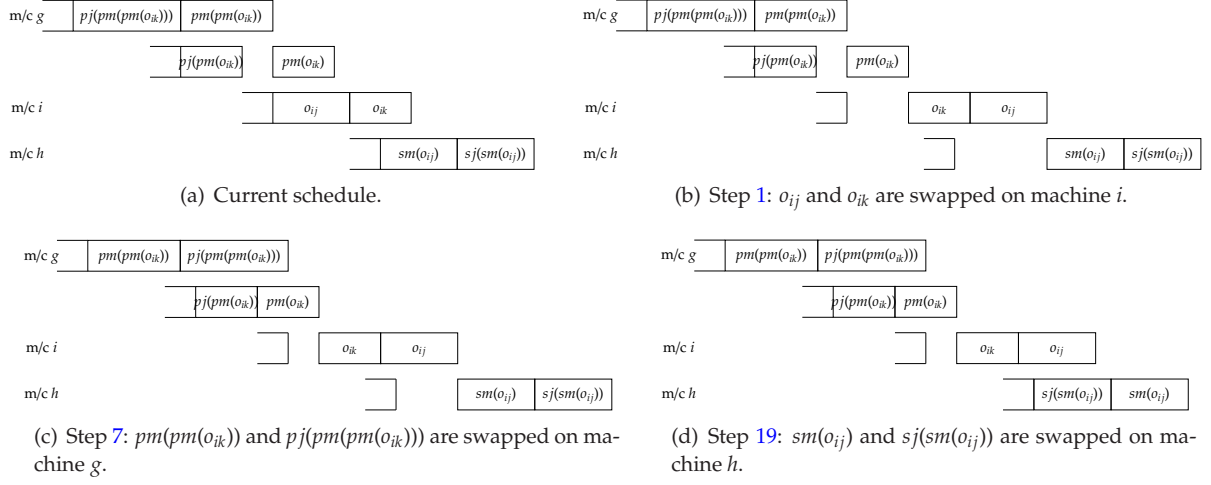 m/c g pj(pm(pm(o_ik))) pm(pm(o_ik))
pj(pm(o_ik)) pm(o_ik)
m/c i o_ij o_ik
m/c h sm(o_ij) sj(sm(o_ij))
(a) Current schedule.
m/c g pj(pm(pm(o_ik))) pm(pm(o_ik))
pj(pm(o_ik)) pm(o_ik)
m/c i o_ik o_ij
m/c h sm(o_ij) sj(sm(o_ij))
(b) Step 1: o_ij and o_ik are swapped on machine i.
m/c g pm(pm(o_ik)) pj(pm(pm(o_ik)))
pj(pm(o_ik)) pm(o_ik)
m/c i o_ik o_ij
m/c h sm(o_ij) sj(sm(o_ij))
(c) Step 7: pm(pm(o_ik)) and pj(pm(pm(o_ik))) are swapped on ma-
chine g.
m/c g pm(pm(o_ik)) pj(pm(pm(o_ik)))
pj(pm(o_ik)) pm(o_ik)
m/c i o_ik o_ij
m/c h sj(sm(o_ij)) sm(o_ij)
(d) Step 19: sm(o_ij) and sj(sm(o_ij)) are swapped on ma-
chine h.